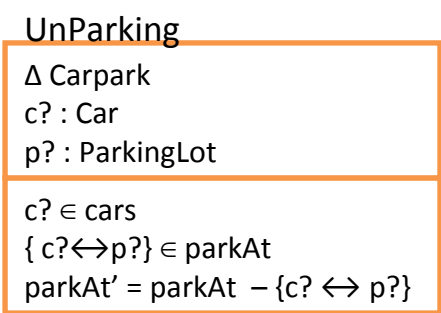 UnParking
Δ Carpark
c? : Car
p? : ParkingLot
c? ∈ cars
{ c?↔p?} ∈ parkAt
parkAt’ = parkAt – {c? ↔ p?}